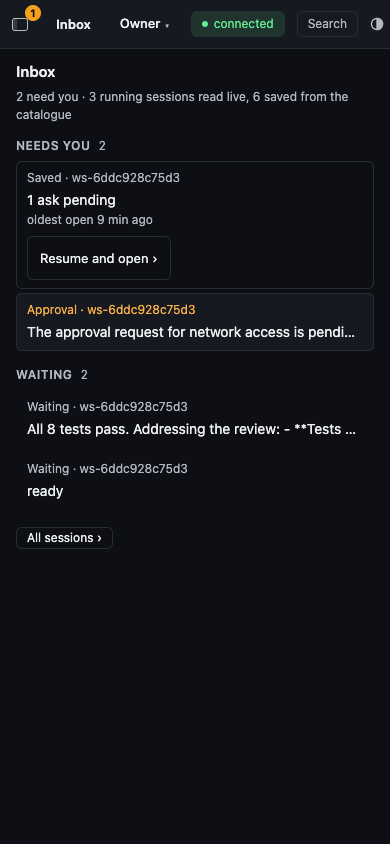 1
Inbox
Owner ▾
connected
Search
Inbox
2 need you · 3 running sessions read live, 6 saved from the
catalogue
NEEDS YOU 2
Saved · ws-6ddc928c75d3
1 ask pending
oldest open 9 min ago
Resume and open ›
Approval · ws-6ddc928c75d3
The approval request for network access is pendi...
WAITING 2
Waiting · ws-6ddc928c75d3
All 8 tests pass. Addressing the review: - **Tests ...
Waiting · ws-6ddc928c75d3
ready
All sessions ›